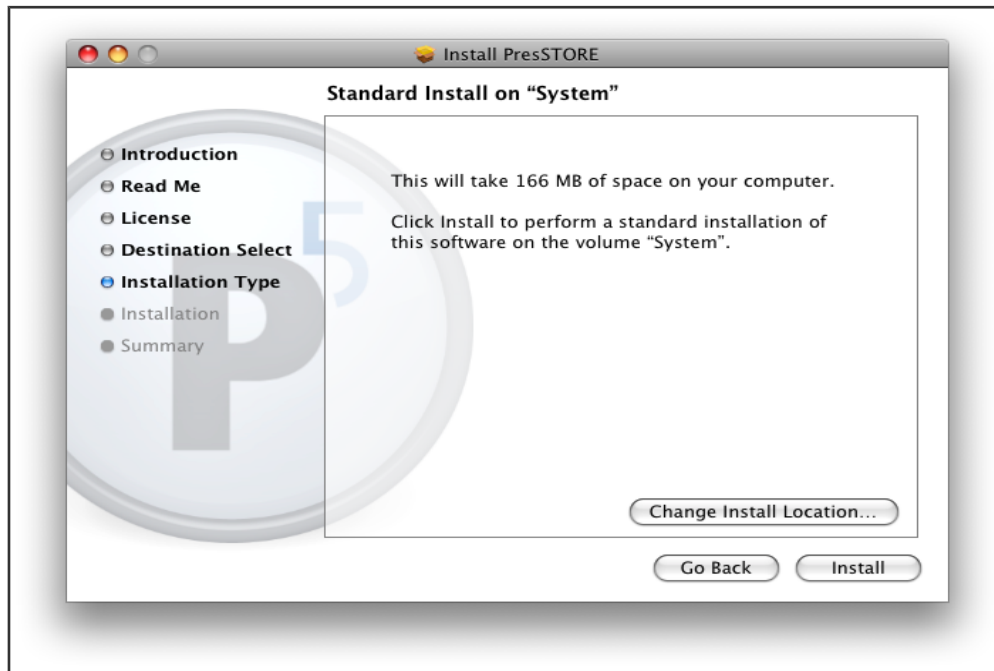 Install PresSTORE
Standard Install on “System”
Introduction
Read Me
License
Destination Select
Installation Type
Installation
Summary
P5
This will take 166 MB of space on your computer.
Click Install to perform a standard installation of
this software on the volume “System”.
Change Install Location...
Go Back
Install